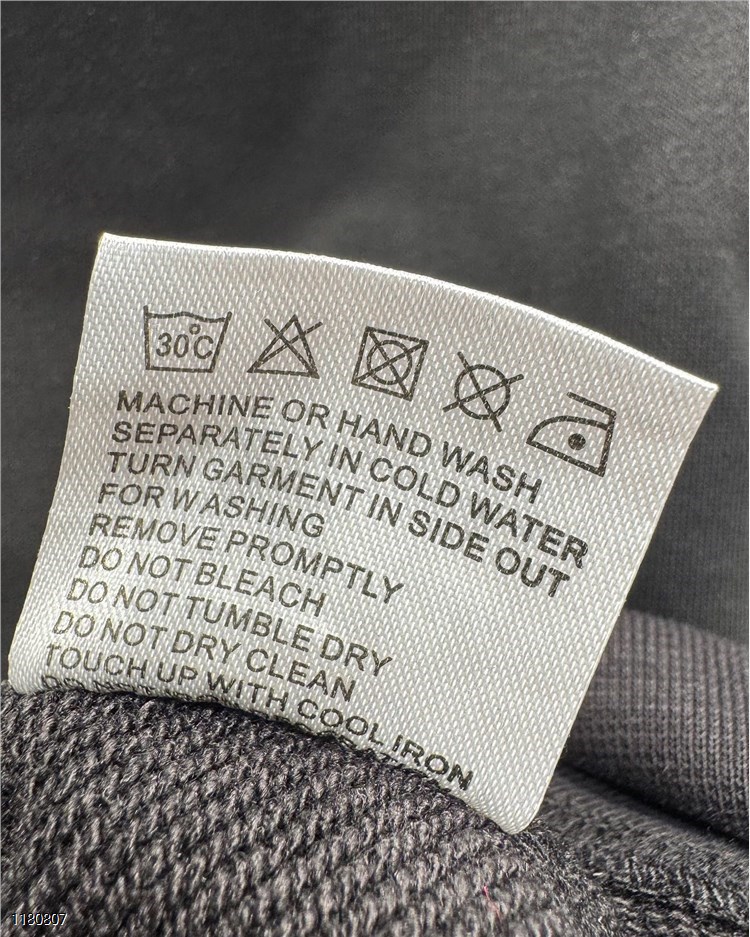 30°C
MACHINE OR HAND WASH
SEPARATELY IN COLD WATER
TURN GARMENT IN SIDE OUT
FOR WASHING
REMOVE PROMPTLY
DO NOT BLEACH
DO NOT TUMBLE DRY
DO NOT DRY CLEAN
TOUCH UP WITH COOL IRON
1180807